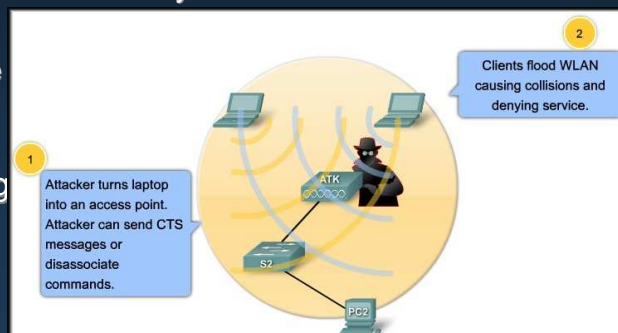 2
Clients flood WLAN
causing collisions and
denying service.
1
Attacker turns laptop
into an access point.
Attacker can send CTS
messages or
disassociate
commands.
ATK
S2
PC2